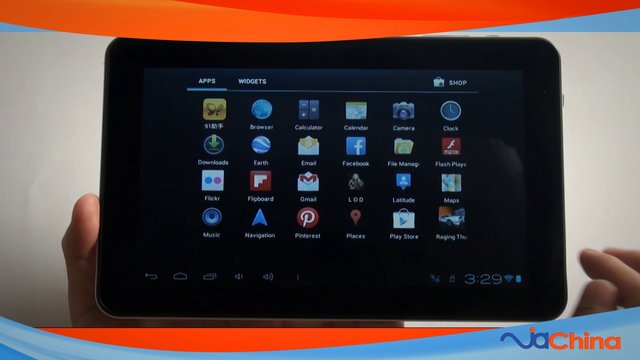 APPS WIDGETS SHOP
91助手 Browser Calculator Calendar Camera Clock
Downloads Earth Email Facebook File Manag Flash Player
Flickr Flipboard Gmail L O D Latitude Maps
Music Navigation Pinterest Places Play Store Raging Thu
3:29
viaChina